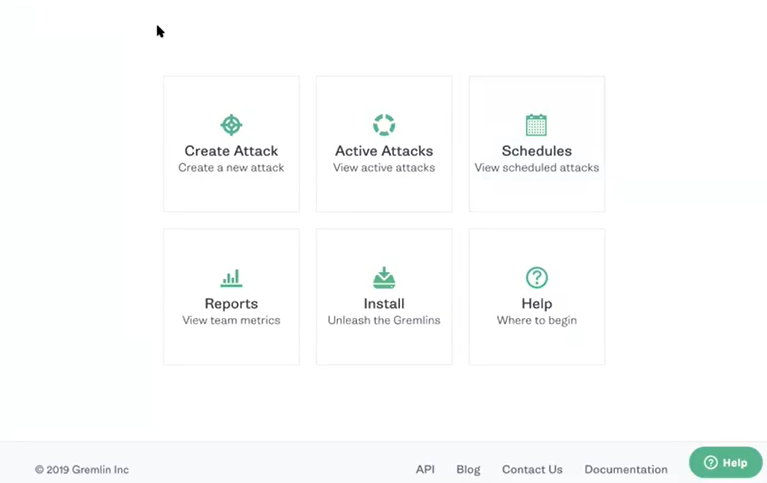 Create Attack
Create a new attack
Active Attacks
View active attacks
Schedules
View scheduled attacks
Reports
View team metrics
Install
Unleash the Gremlins
Help
Where to begin
© 2019 Gremlin Inc
API
Blog
Contact Us
Documentation
Help